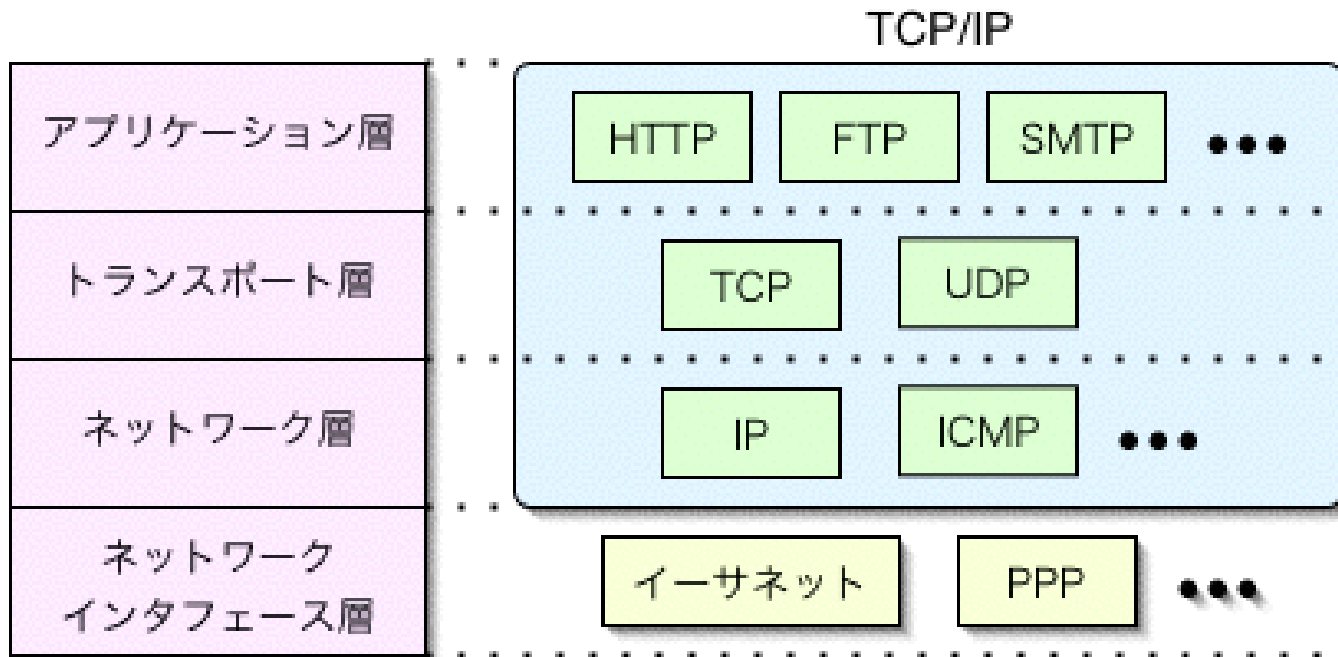 TCP/IP
アプリケーション層
HTTP
FTP
SMTP
•••
トランスポート層
TCP
UDP
ネットワーク層
IP
ICMP
•••
ネットワーク
インタフェース層
イーサネット
PPP
•••